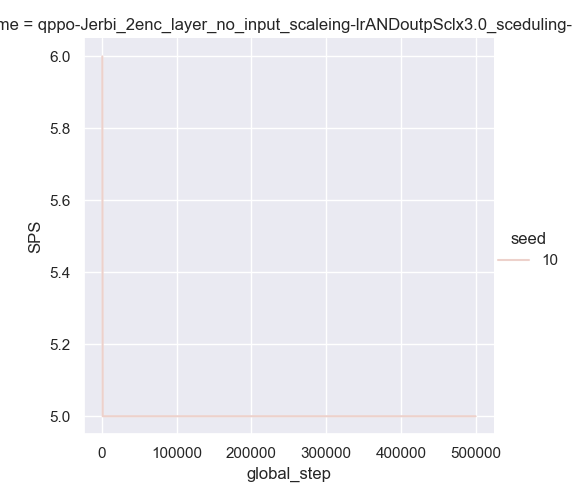 me = qppo-Jerbi_2enc_layer_no_input_scaleing-lrANDoutpSclx3.0_sceduling-
6.0
5.8
5.6
5.4
5.2
5.0
SPS
seed
10
0 100000 200000 300000 400000 500000
global_step